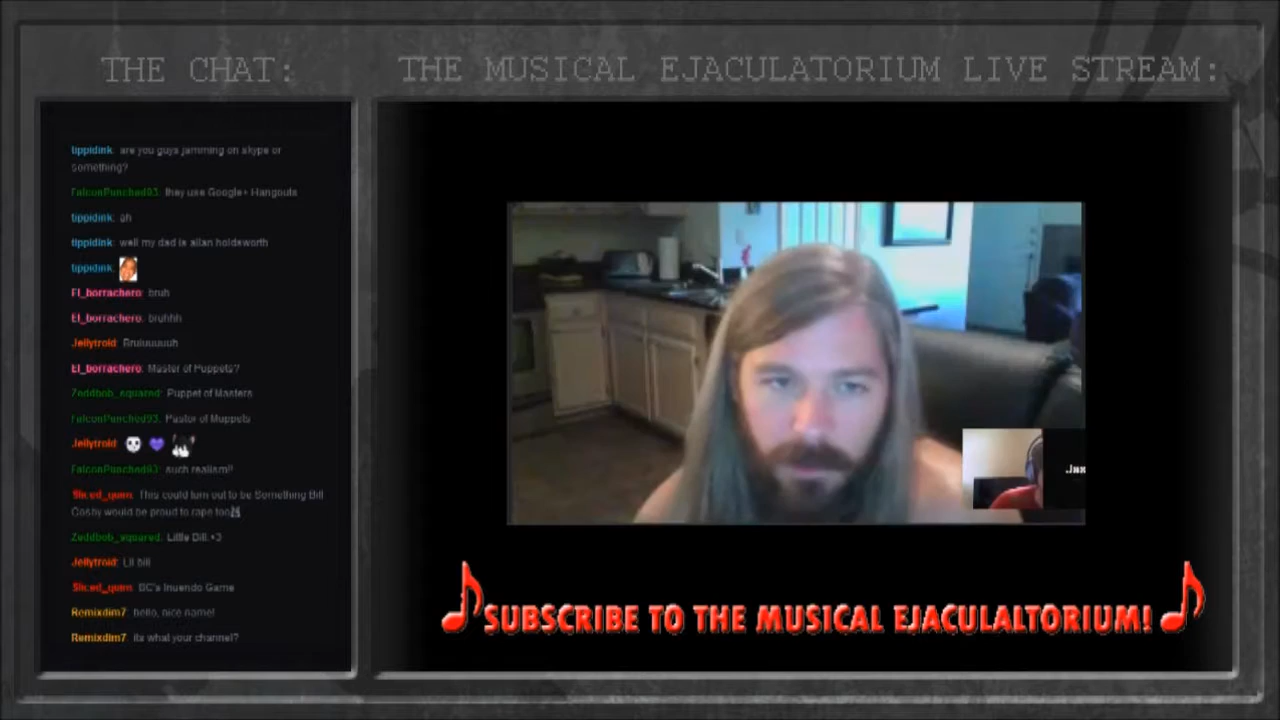 THE CHAT:
THE MUSICAL EJACULATORIUM LIVE STREAM:
tippidink: are you guys jamming on skype or
something?
FalconPunched93: they use Google+ Hangouts
tippidink: ah
tippidink: well my dad is allan holdsworth
tippidink:
El_borrachero: bruh
El_borrachero: bruhhh
Jellytroid: Bruuuuuuh
El_borrachero: Master of Puppets?
Zeddbob_squared: Puppet of Masters
FalconPunched93: Pastor of Muppets
Jellytroid:
FalconPunched93: such realism!!
Sliced_quim: This could turn out to be Something Bill
Cosby would be proud to rape too
Zeddbob_squared: Little Bill <3
Jellytroid: Lil bill
Sliced_quim: BC's Inuendo Game
Remixdim7: hello, nice name!
Remixdim7: its what your channel?
Jax
SUBSCRIBE TO THE MUSICAL EJACULALTORIUM!